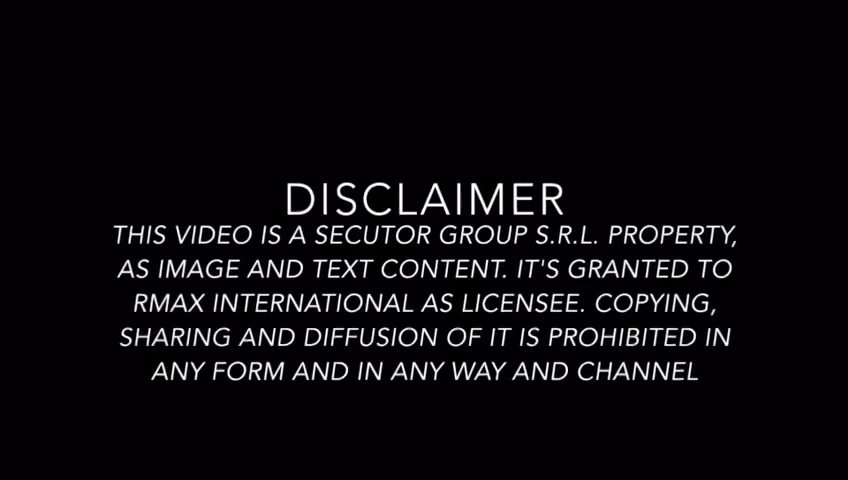 DISCLAIMER
THIS VIDEO IS A SECUTOR GROUP S.R.L. PROPERTY,
AS IMAGE AND TEXT CONTENT. IT'S GRANTED TO
RMAX INTERNATIONAL AS LICENSEE. COPYING,
SHARING AND DIFFUSION OF IT IS PROHIBITED IN
ANY FORM AND IN ANY WAY AND CHANNEL